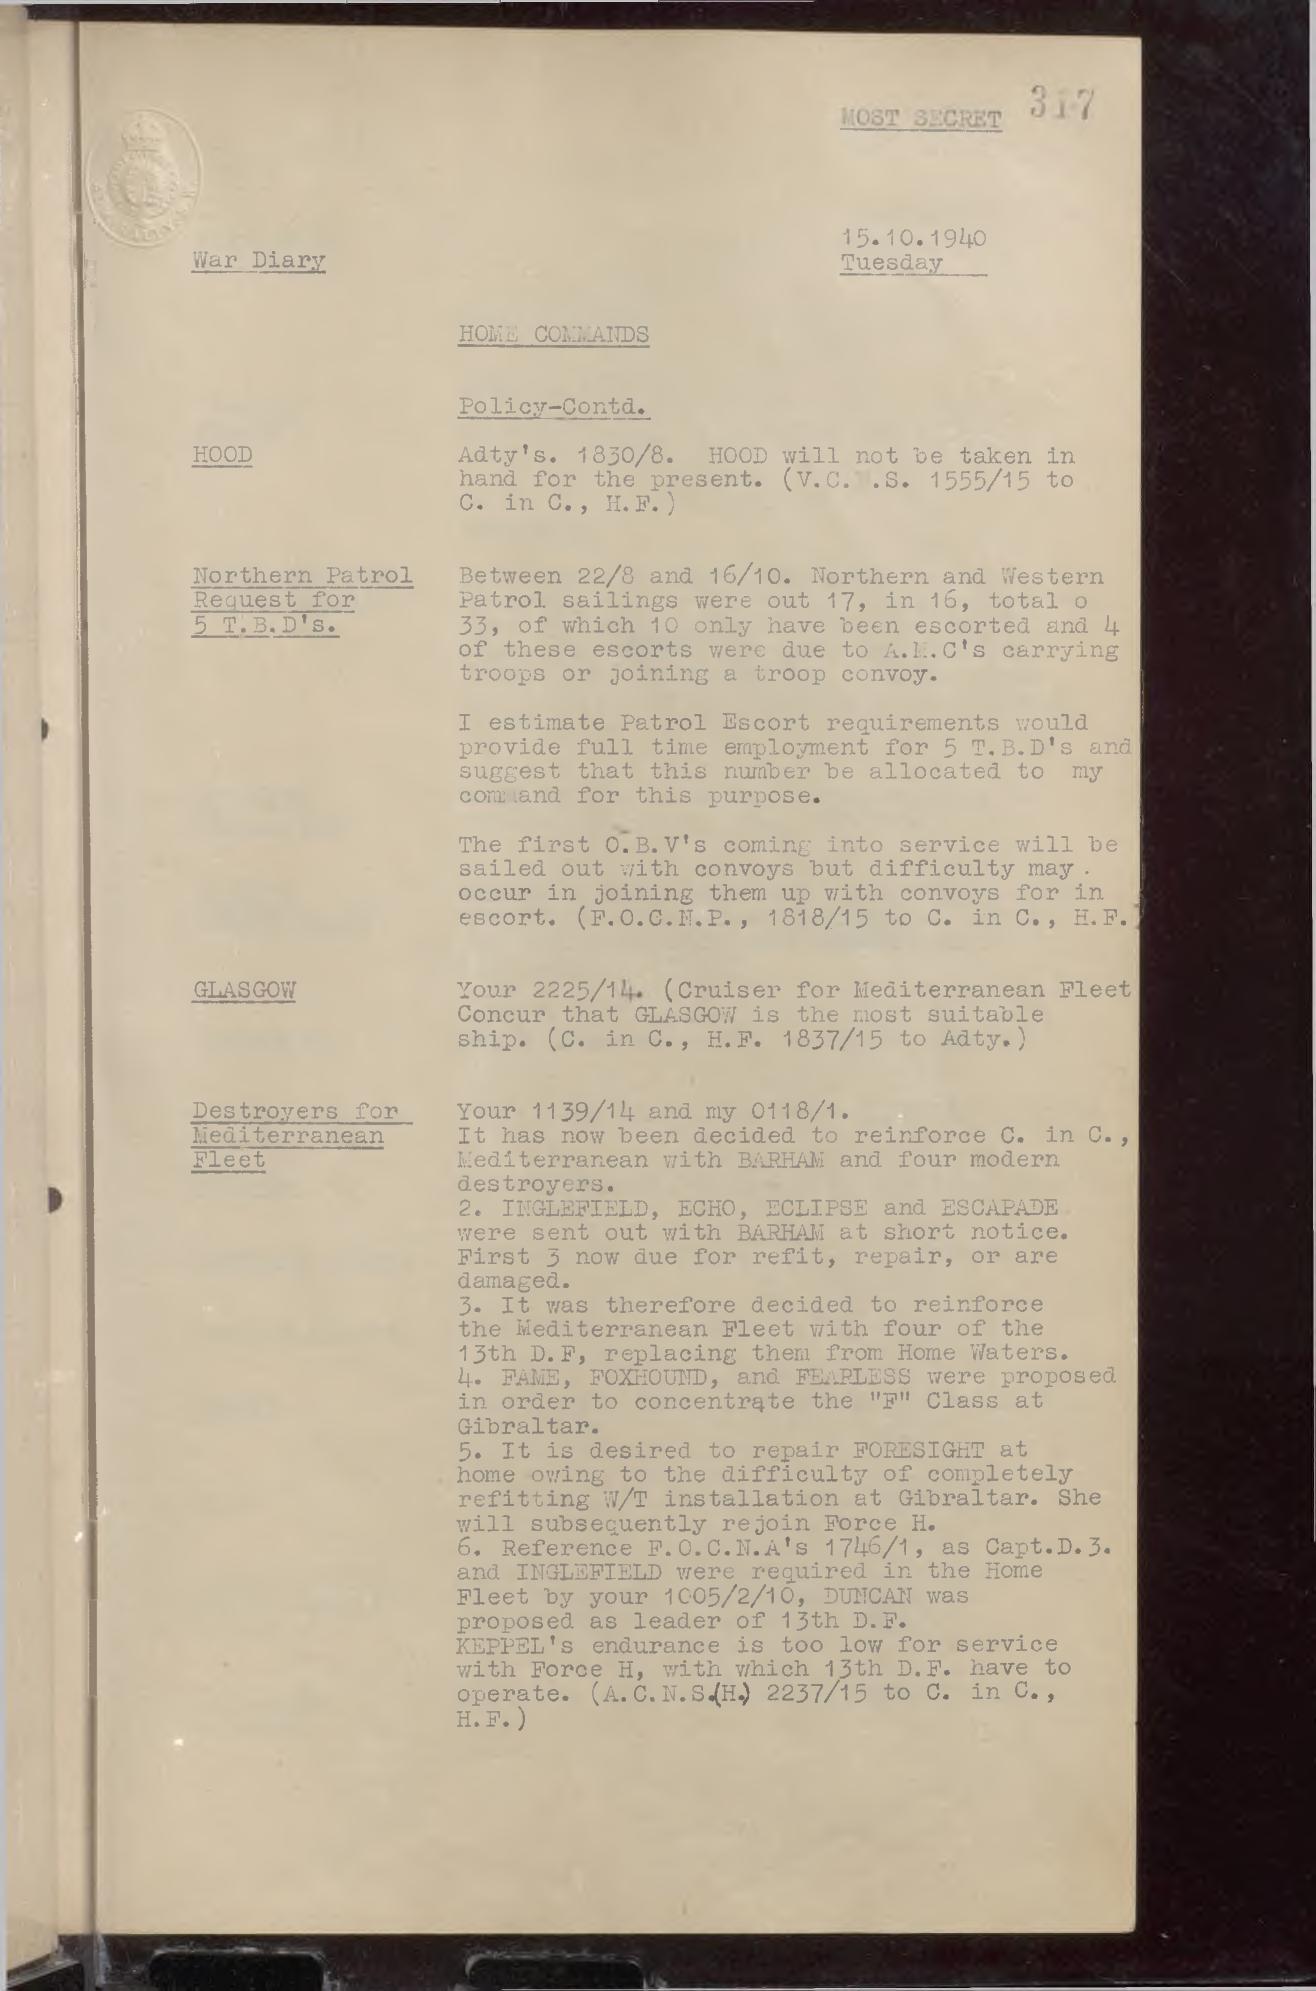 MOST SECRET 317
15.10.1940
War Diary
Tuesday
HOME COMMANDS
Policy-Contd.
HOOD
Adty's. 1830/8. HOOD will not be taken in
hand for the present. (V.C. .S. 1555/15 to
C. in C., H.F.)
Northern Patrol
Request for
5 T.B.D's.
Between 22/8 and 16/10. Northern and Western
Patrol sailings were out 17, in 16, total o
33, of which 10 only have been escorted and 4
of these escorts were due to A.M.C's carrying
troops or joining a troop convoy.
I estimate Patrol Escort requirements would
provide full time employment for 5 T.B.D's and
suggest that this number be allocated to my
command for this purpose.
The first O.B.V's coming into service will be
sailed out with convoys but difficulty may.
occur in joining them up with convoys for in
escort. (F.O.C.N.P., 1818/15 to C. in C., H.F.)
GLASGOW
Your 2225/14. (Cruiser for Mediterranean Fleet
Concur that GLASGOW is the most suitable
ship. (C. in C., H.F. 1837/15 to Adty.)
Destroyers for
Mediterranean
Fleet
Your 1139/14 and my 0118/1.
It has now been decided to reinforce C. in C.,
Mediterranean with BARHAM and four modern
destroyers.
2. INGLEFIELD, ECHO, ECLIPSE and ESCAPADE
were sent out with BARHAM at short notice.
First 3 now due for refit, repair, or are
damaged.
3. It was therefore decided to reinforce
the Mediterranean Fleet with four of the
13th D.F, replacing them from Home Waters.
4. FAME, FOXHOUND, and FEARLESS were proposed
in order to concentrate the "F" Class at
Gibraltar.
5. It is desired to repair FORESIGHT at
home owing to the difficulty of completely
refitting W/T installation at Gibraltar. She
will subsequently rejoin Force H.
6. Reference F.O.C.N.A's 1746/1, as Capt.D.3.
and INGLEFIELD were required in the Home
Fleet by your 1005/2/10, DUNCAN was
proposed as leader of 13th D.F.
KEPPEL's endurance is too low for service
with Force H, with which 13th D.F. have to
operate. (A.C.N.S.(H.) 2237/15 to C. in C.,
H.F.)